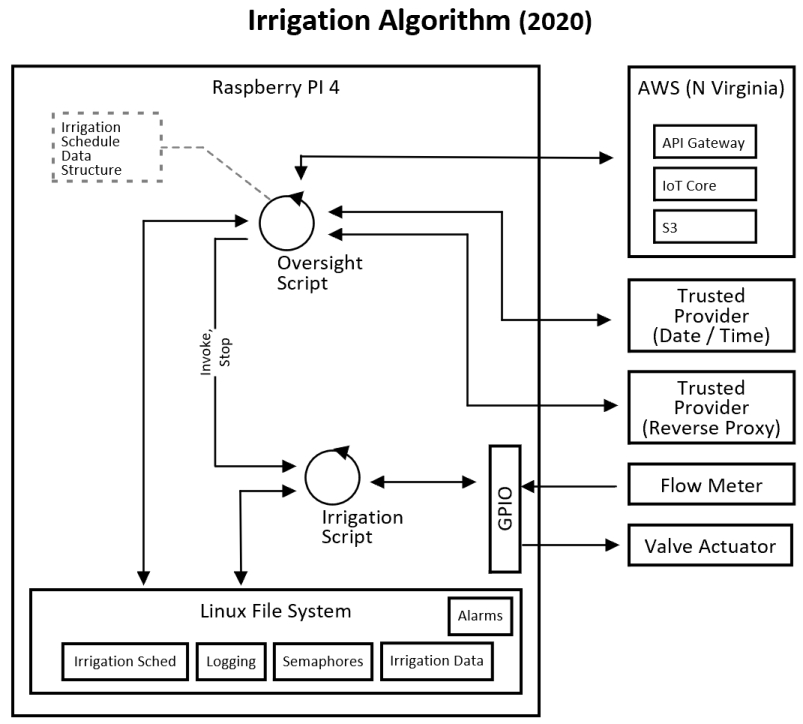 Irrigation Algorithm (2020)
Raspberry PI 4
Irrigation
Schedule
Data
Structure
Oversight
Script
Invoke,
Stop
Irrigation
Script
GPIO
Linux File System
Alarms
Irrigation Sched
Logging
Semaphores
Irrigation Data
AWS (N Virginia)
API Gateway
IoT Core
S3
Trusted
Provider
(Date / Time)
Trusted
Provider
(Reverse Proxy)
Flow Meter
Valve Actuator